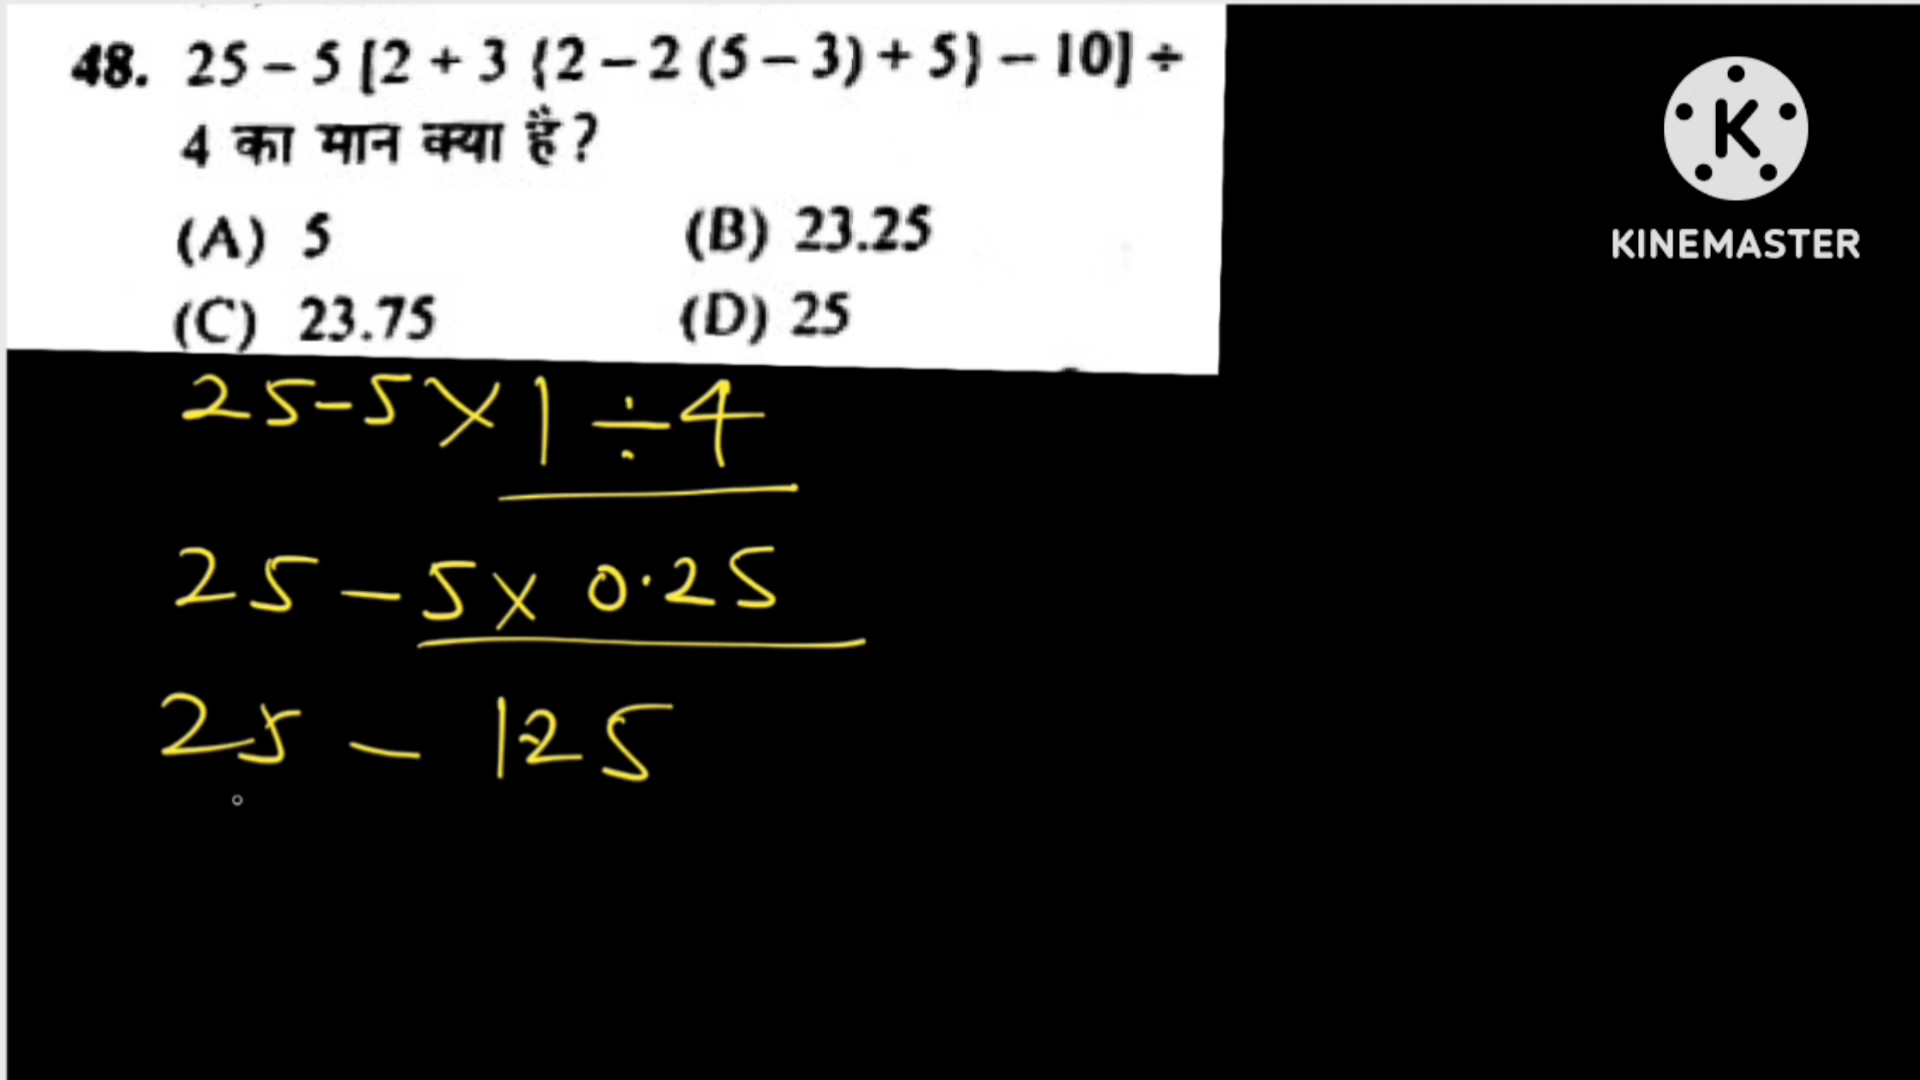 48. 25 – 5 [2 + 3 {2 – 2 (5 – 3) + 5} – 10] ÷
4 का मान क्या है ?
(A) 5 (B) 23.25
(C) 23.75 (D) 25
K
KINEMASTER
25-5×1÷4
25-5× 0.25
25 - 125